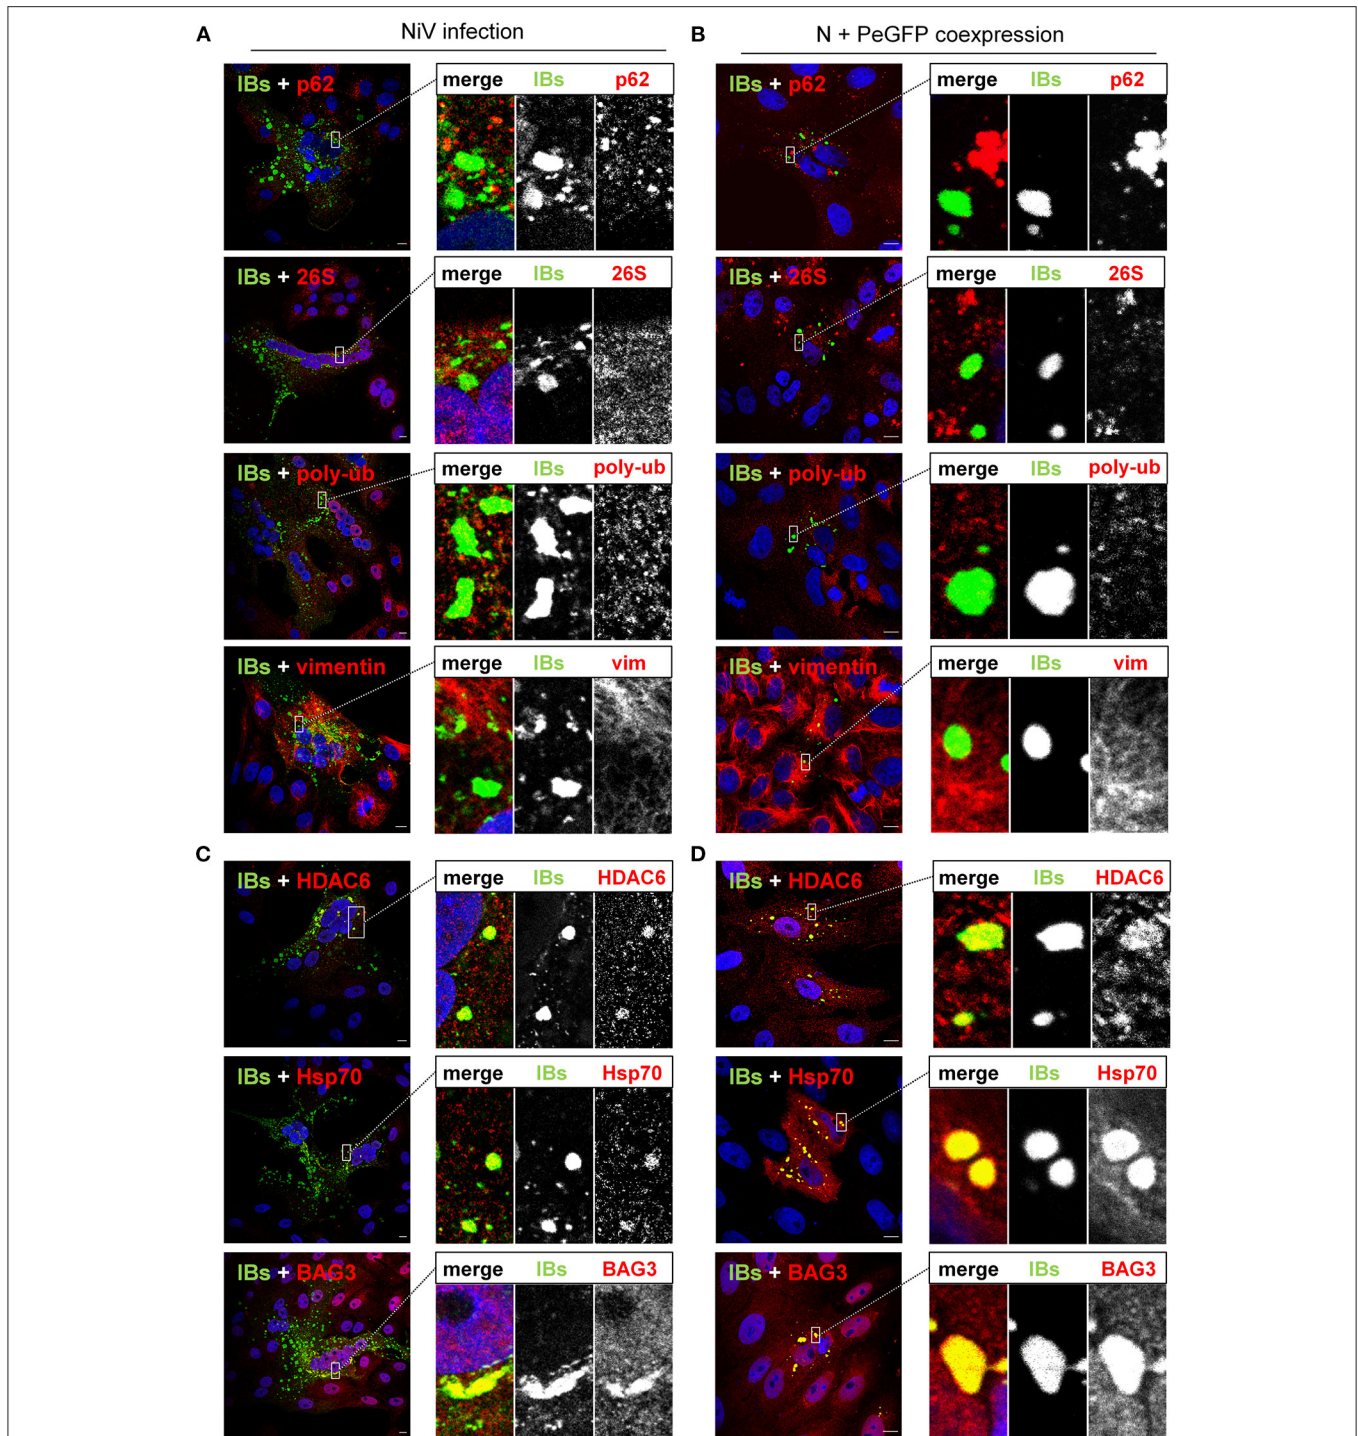 A NiV infection
B N + PeGFP coexpression
IBs + p62
merge IBs p62
IBs + p62
merge IBs p62
IBs + 26S
merge IBs 26S
IBs + 26S
merge IBs 26S
IBs + poly-ub
merge IBs poly-ub
IBs + poly-ub
merge IBs poly-ub
IBs + vimentin
merge IBs vim
IBs + vimentin
merge IBs vim
C
D
IBs + HDAC6
merge IBs HDAC6
IBs + HDAC6
merge IBs HDAC6
IBs + Hsp70
merge IBs Hsp70
IBs + Hsp70
merge IBs Hsp70
IBs + BAG3
merge IBs BAG3
IBs + BAG3
merge IBs BAG3